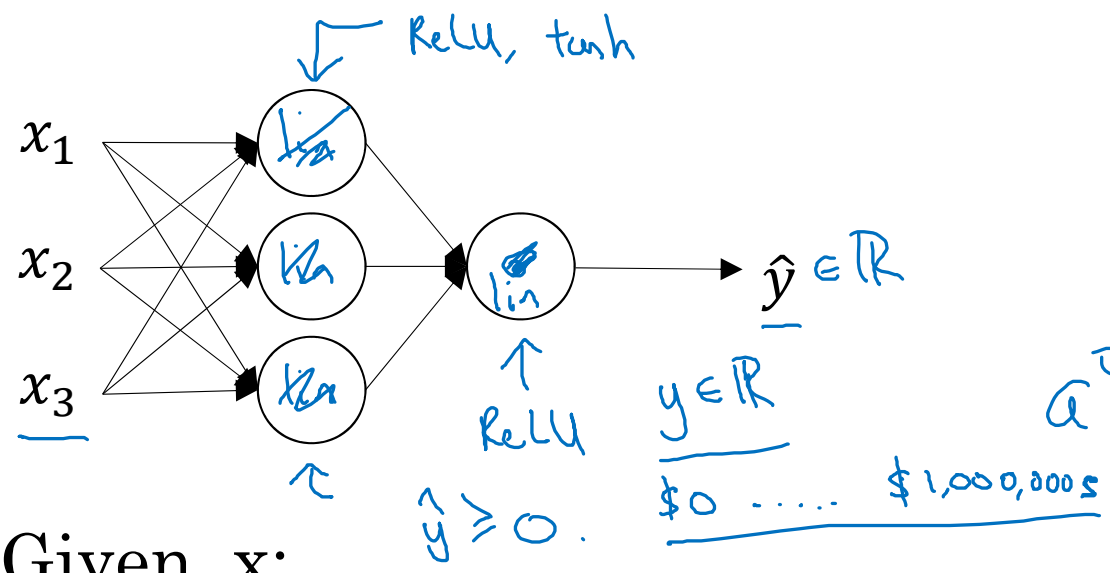 ReLU, tanh
x₁
x₂
lin
ŷ ∈ ℝ
x₃
ReLU
y ∈ ℝ
a
$0 ..... $1,000,000s
ŷ ≥ 0.
Given x: